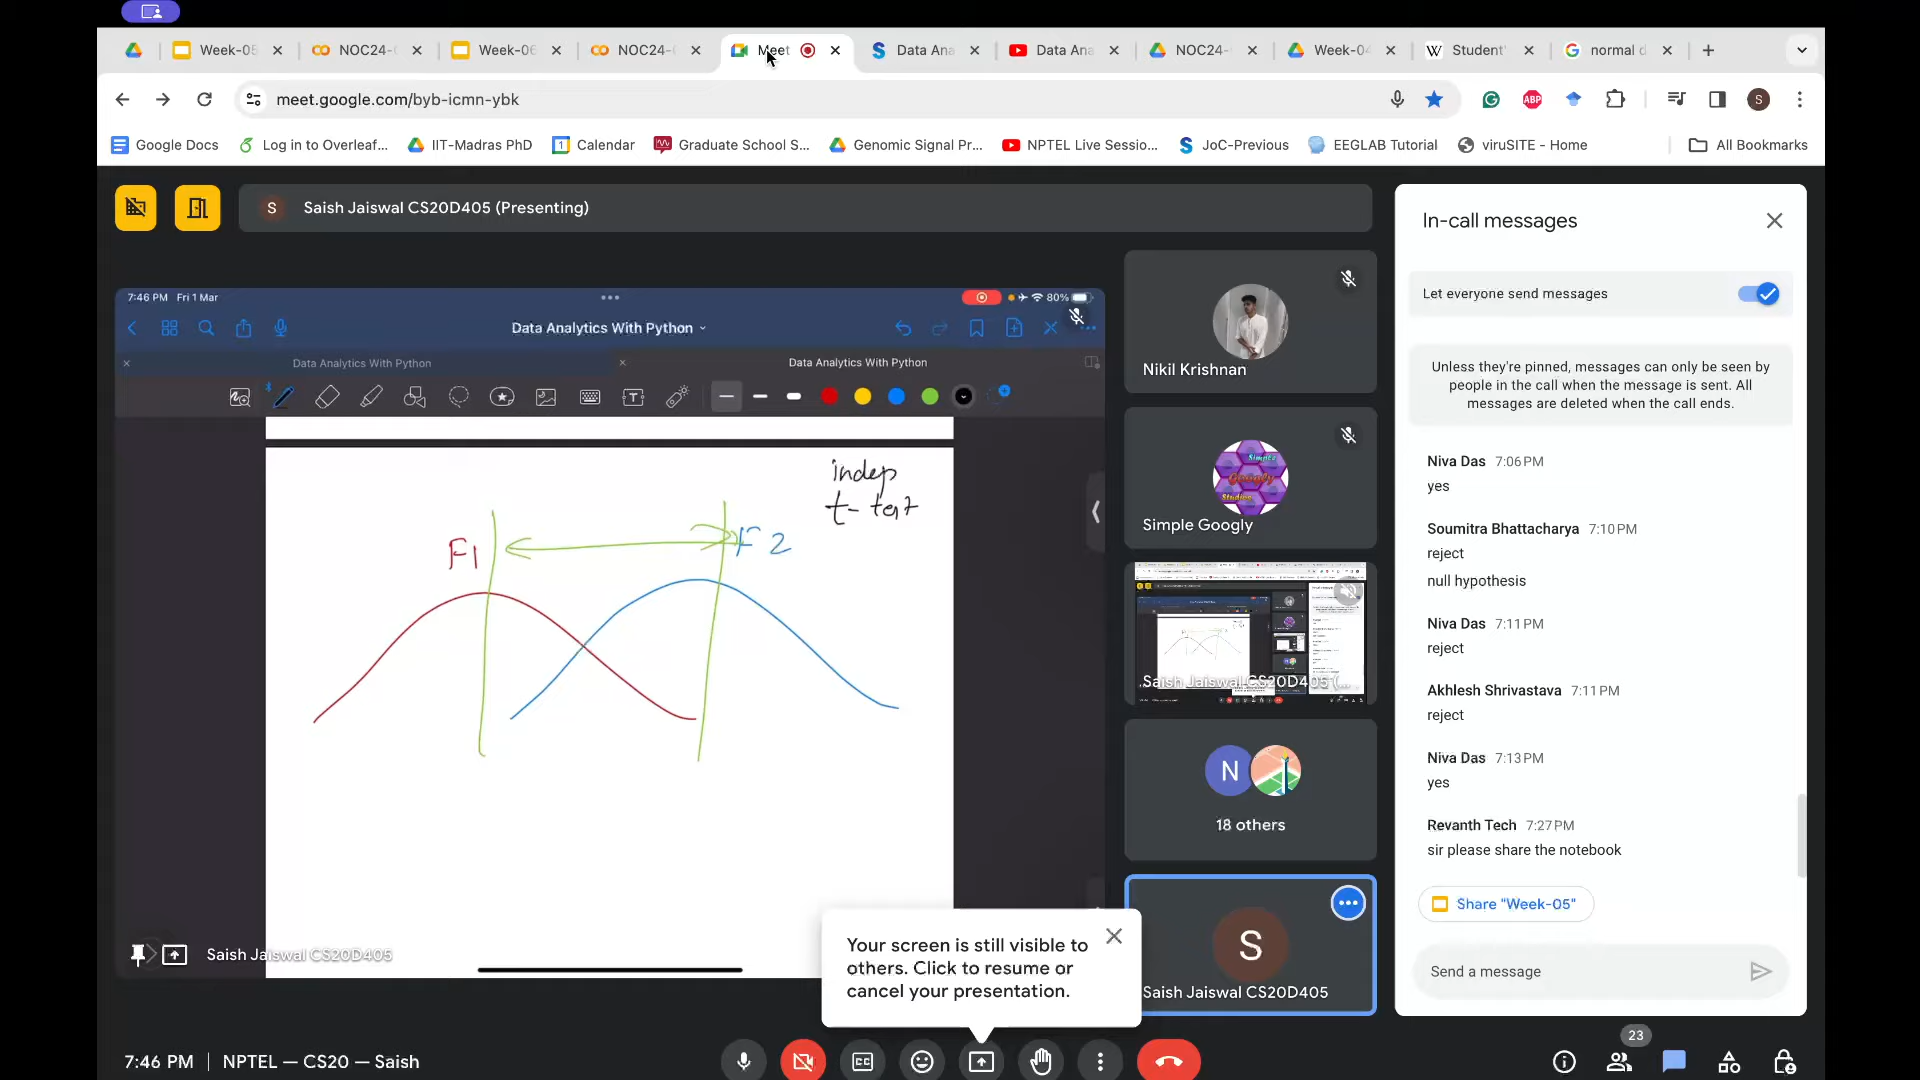 Week-05
NOC24-
Week-06
NOC24-
Meet
Data Ana
Data Ana
NOC24-
Week-04
Student'
normal d
meet.google.com/byb-icmn-ybk
ABP
S
Google Docs
Log in to Overleaf...
IIT-Madras PhD
Calendar
Graduate School S...
Genomic Signal Pr...
NPTEL Live Sessio...
JoC-Previous
EEGLAB Tutorial
viruSITE - Home
All Bookmarks
S
Saish Jaiswal CS20D405 (Presenting)
7:46 PM Fri 1 Mar
80%
Data Analytics With Python
Data Analytics With Python
Data Analytics With Python
indep
t-test
F1
F2
Saish Jaiswal CS20D405
Nikil Krishnan
Simple
Googly
Studios
Simple Googly
Saish Jaiswal CS20D405 (...
N
18 others
S
Saish Jaiswal CS20D405
Your screen is still visible to
others. Click to resume or
cancel your presentation.
In-call messages
Let everyone send messages
Unless they're pinned, messages can only be seen by
people in the call when the message is sent. All
messages are deleted when the call ends.
Niva Das 7:06 PM
yes
Soumitra Bhattacharya 7:10 PM
reject
null hypothesis
Niva Das 7:11 PM
reject
Akhlesh Shrivastava 7:11 PM
reject
Niva Das 7:13 PM
yes
Revanth Tech 7:27 PM
sir please share the notebook
Share "Week-05"
Send a message
7:46 PM | NPTEL — CS20 — Saish
23